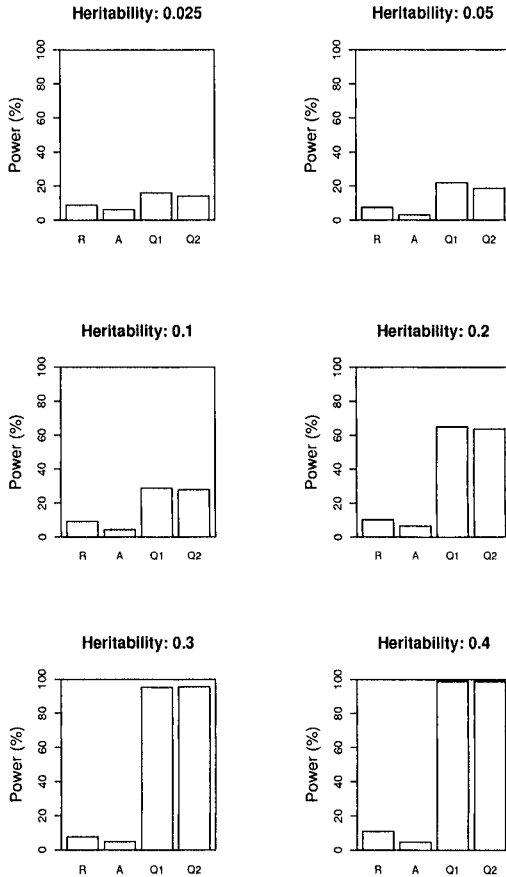 Heritability: 0.025
Power (%)
0 20 40 60 80 100
R A Q1 Q2
Heritability: 0.05
Power (%)
0 20 40 60 80 100
R A Q1 Q2
Heritability: 0.1
Power (%)
0 20 40 60 80 100
R A Q1 Q2
Heritability: 0.2
Power (%)
0 20 40 60 80 100
R A Q1 Q2
Heritability: 0.3
Power (%)
0 20 40 60 80 100
R A Q1 Q2
Heritability: 0.4
Power (%)
0 20 40 60 80 100
R A Q1 Q2